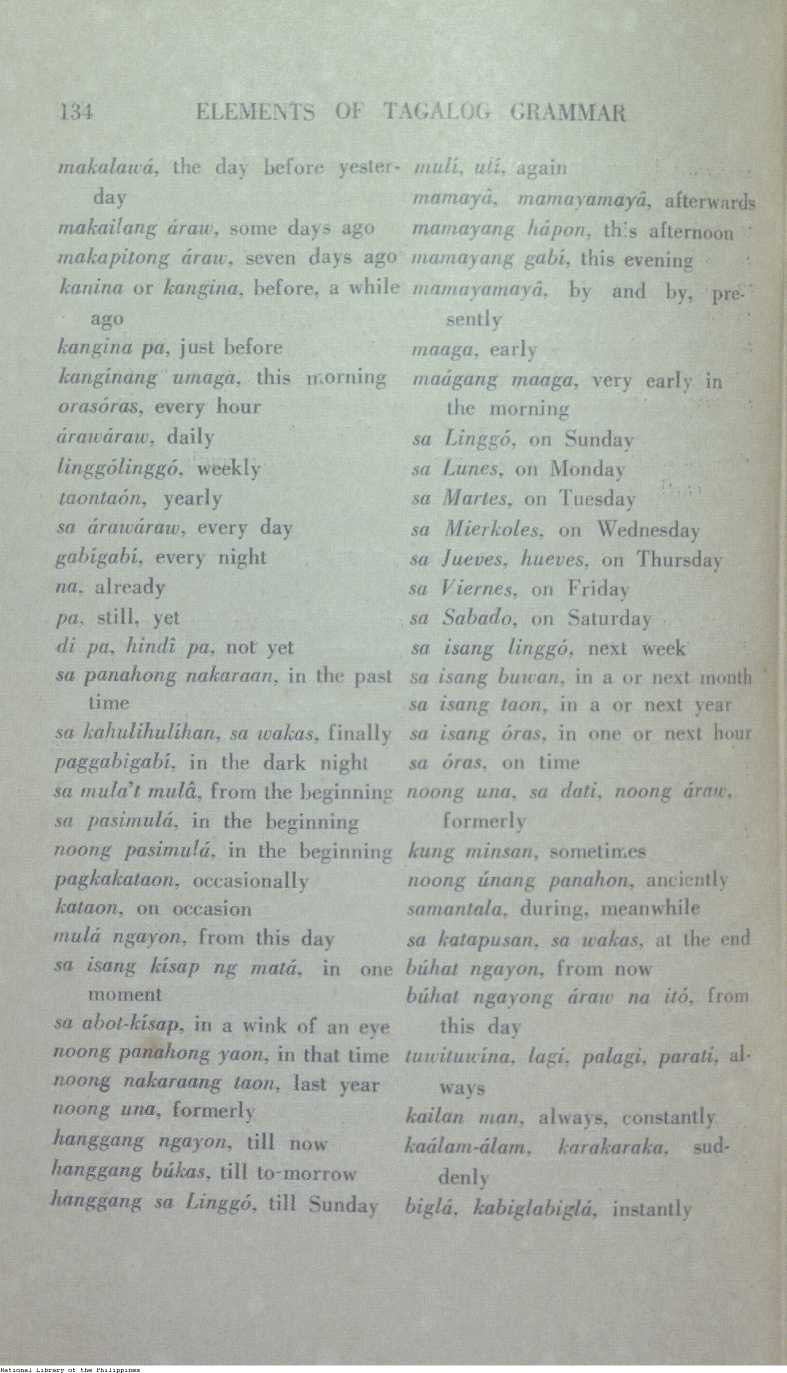 134 ELEMENTS OF TAGALOG GRAMMAR
makalawá, the day before yester-
day
makailang áraw, some days ago
makapitong áraw, seven days ago
kanina or kangina, before, a while
ago
kangina pa, just before
kanginang umaga, this morning
orasóras, every hour
árawáraw, daily
linggólinggó, weekly
taontaón, yearly
sa árawáraw, every day
gabígabí, every night
na, already
pa, still, yet
di pa, hindî pa, not yet
sa panahong nakaraan, in the past
time
sa kahulihulíhan, sa wakas, finally
paggabigabí, in the dark night
sa mula't mulâ, from the beginning
sa pasimulá, in the beginning
noong pasimulá, in the beginning
pagkakataon, occasionally
kataon, on occasion
mulá ngayon, from this day
sa isang kísap ng matá, in one
moment
sa abot-kísap, in a wink of an eye
noong panahong yaon, in that time
noong nakaraang taon, last year
noong una, formerly
hanggang ngayon, till now
hanggang búkas, till to-morrow
hanggang sa Linggó, till Sunday
mulí, ulí, again
mamayâ, mamayamayâ, afterwards
mamayang hápon, this afternoon
mamayang gabí, this evening
mamayamayâ, by and by, pre-
sently
maaga, early
maágang maaga, very early in
the morning
sa Linggó, on Sunday
sa Lunes, on Monday
sa Martes, on Tuesday
sa Mierkoles, on Wednesday
sa Jueves, hueves, on Thursday
sa Viernes, on Friday
sa Sabado, on Saturday
sa isang linggó, next week
sa isang buwan, in a or next month
sa isang taon, in a or next year
sa isang óras, in one or next hour
sa óras, on time
noong una, sa dati, noong áraw,
formerly
kung minsan, sometimes
noong únang panahon, anciently
samantala, during, meanwhile
sa katapusan, sa wakas, at the end
búhat ngayon, from now
búhat ngayong áraw na itó, from
this day
tuwituwína, lagi, palagi, parati, al-
ways
kailan man, always, constantly
kaálam-álam, karakaraka, sud-
denly
biglá, kabiglabiglá, instantly
National Library of the Philippines